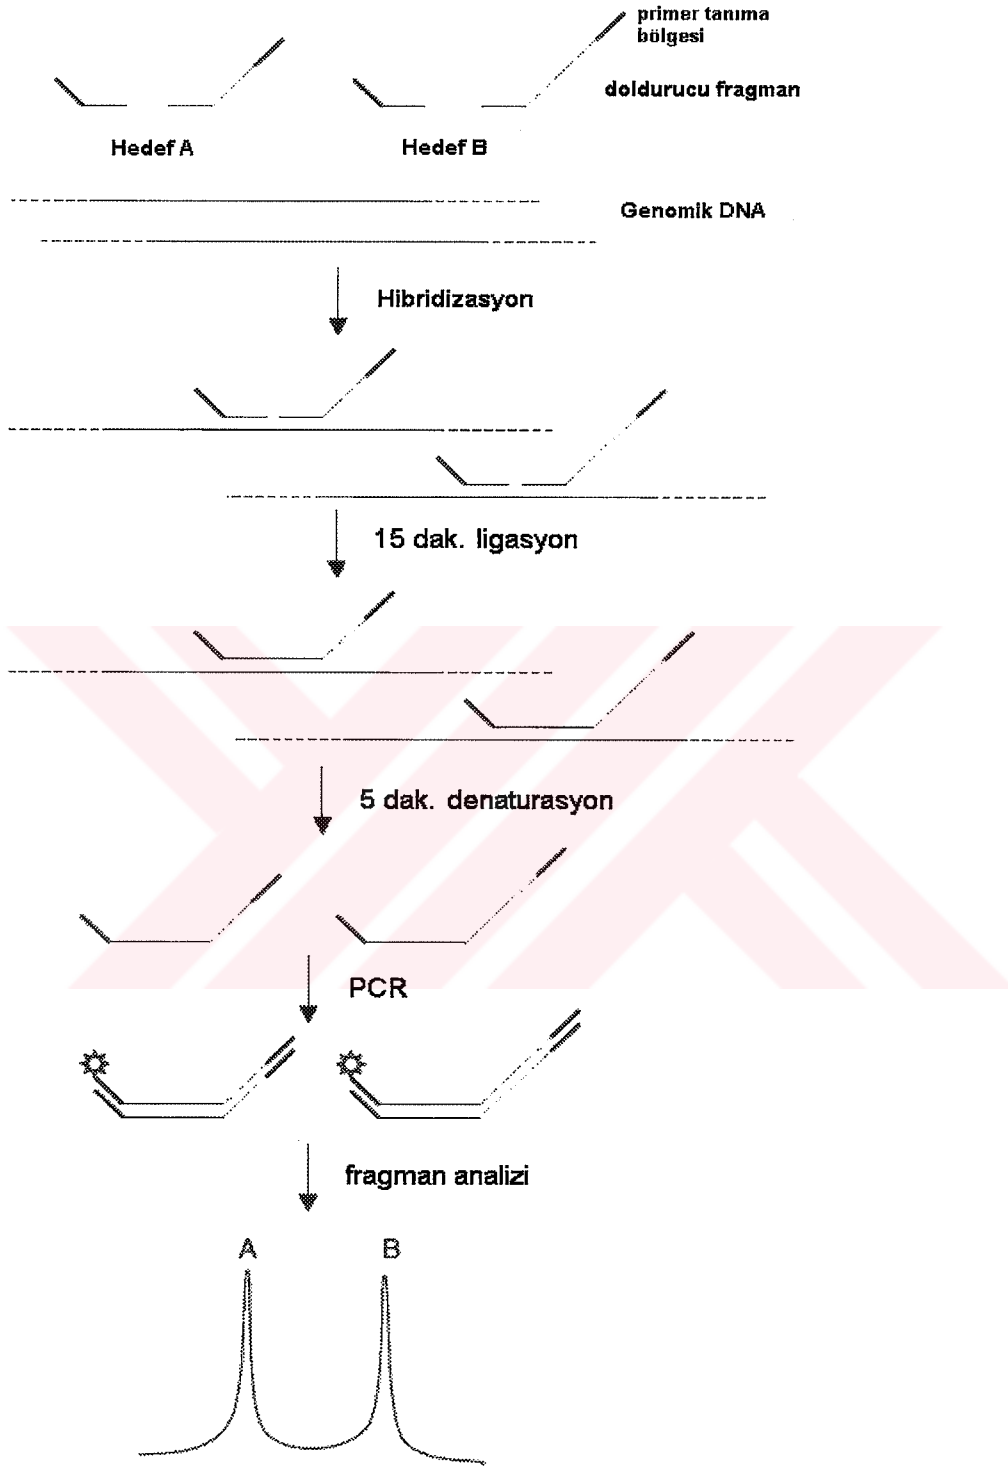 primer tanıma
bölgesi
doldurucu fragman
Hedef A
Hedef B
Genomik DNA
Hibridizasyon
15 dak. ligasyon
5 dak. denaturasyon
PCR
fragman analizi
A
B